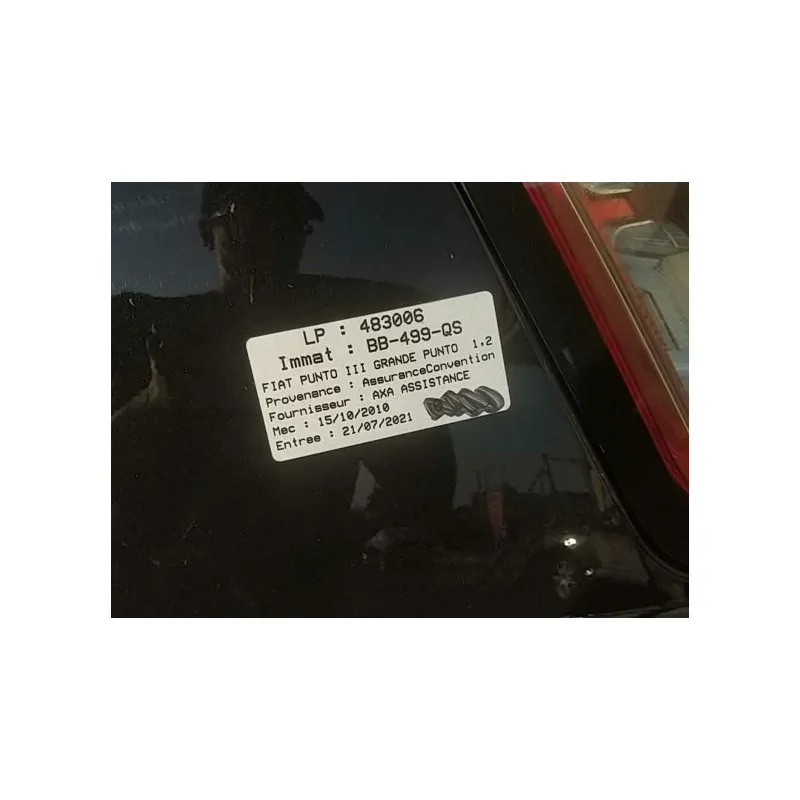 LP : 483006
Immat : BB-499-QS
FIAT PUNTO III GRANDE PUNTO 1,2
Provenance : AssuranceConvention
Fournisseur : AXA ASSISTANCE
Mec : 15/10/2010
Entree : 21/07/2021